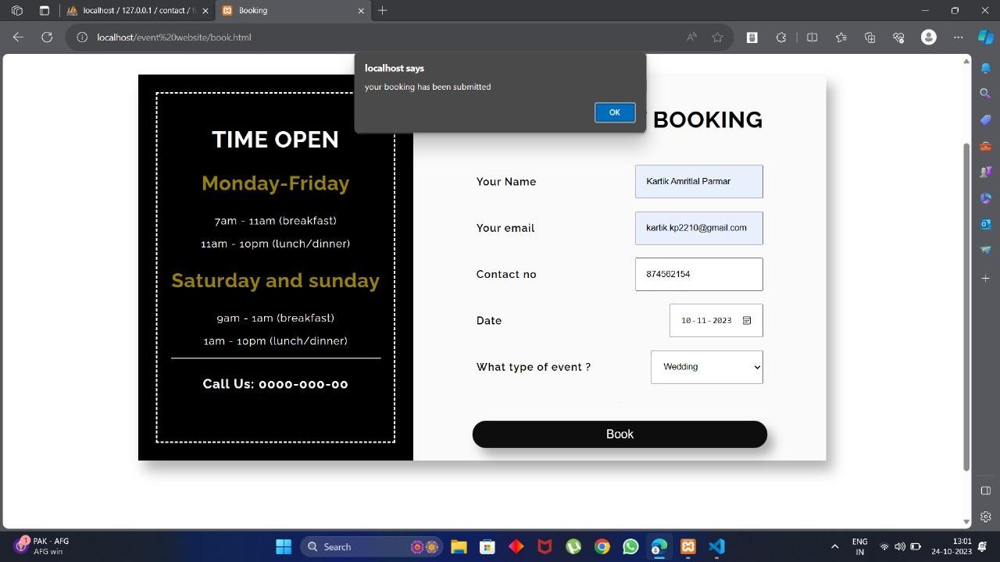 localhost / 127.0.0.1 / contact / f
Booking
localhost/event%20website/book.html
localhost says
your booking has been submitted
OK
BOOKING
TIME OPEN
Monday-Friday
7am - 11am (breakfast)
11am - 10pm (lunch/dinner)
Saturday and sunday
9am - 1am (breakfast)
1am - 10pm (lunch/dinner)
Call Us: 0000-000-00
Your Name
Kartik Amritlal Parmar
Your email
kartik.kp2210@gmail.com
Contact no
874562154
Date
10-11-2023
What type of event ?
Wedding
Book
1
PAK - AFG
AFG win
Search
ENG
IN
13:01
24-10-2023